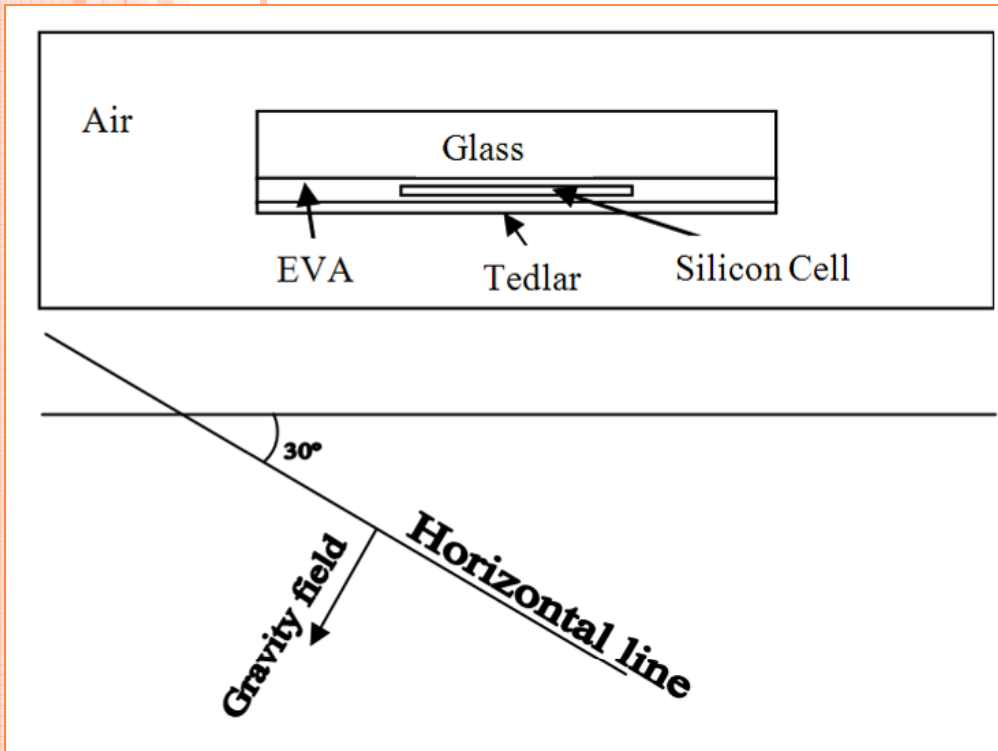 Air
Glass
EVA
Tedlar
Silicon Cell
30°
Horizontal line
Gravity field